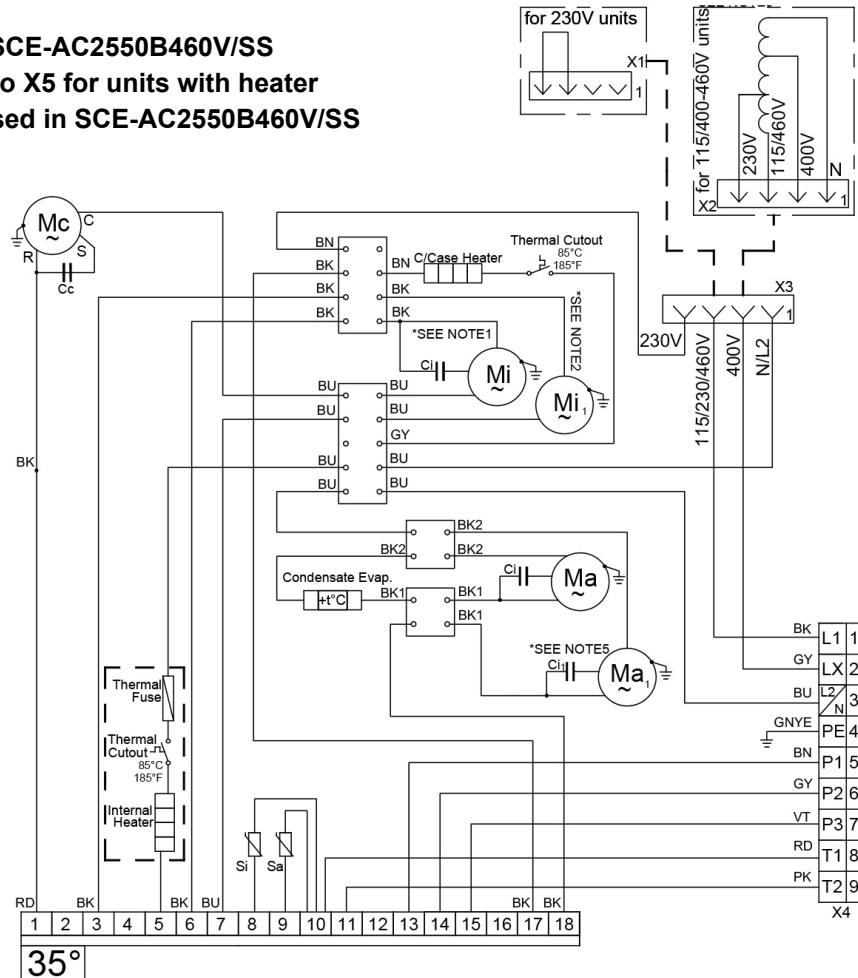 SCE-AC2550B460V/SS
o X5 for units with heater
sed in SCE-AC2550B460V/SS
for 230V units
X1
1
for 115/400-460V units
230V
115/460V
400V
N
X2
1
Mc
~
C
S
R
Cc
BN
BK
BK
BK
BN
C/Case Heater
Thermal Cutout
85°C
185°F
BK
BK
*SEE NOTE1
*SEE NOTE2
Ci
Mi
~
Mi1
~
X3
1
230V
115/230/460V
400V
N/L2
BU
BU
BU
BU
BU
BU
GY
BU
BU
BK
BK2
BK2
BK2
Condensate Evap.
+t°C
BK1
BK1
BK1
Ci
Ma
~
*SEE NOTE5
Ci1
Ma1
~
Thermal
Fuse
Thermal
Cutout
85°C
185°F
Internal
Heater
Si
Sa
BK L1 1
GY LX 2
BU L2/N 3
GNYE PE 4
BN P1 5
GY P2 6
VT P3 7
RD T1 8
PK T2 9
X4
RD BK BK BU BK BK
1 2 3 4 5 6 7 8 9 10 11 12 13 14 15 16 17 18
35°